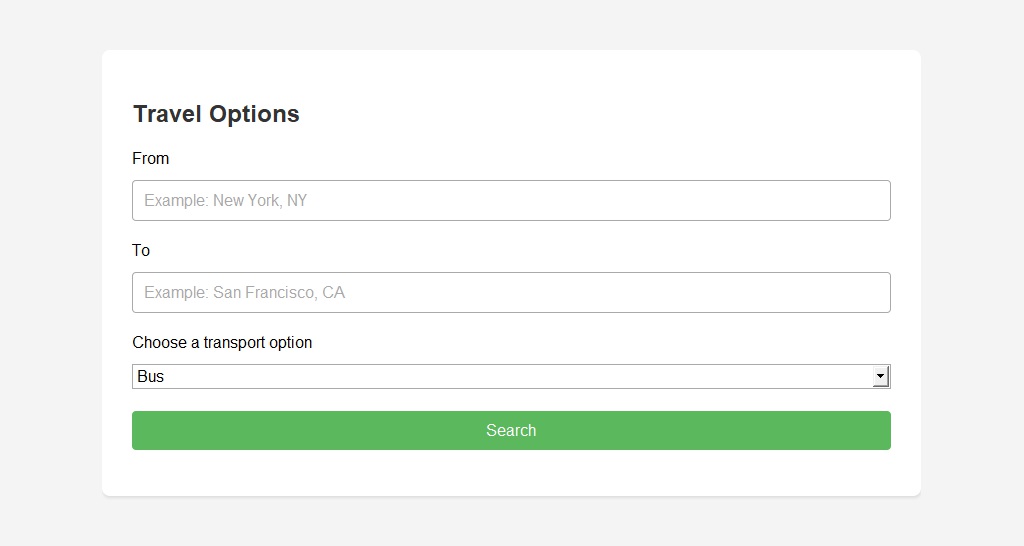 Travel Options
From
Example: New York, NY
To
Example: San Francisco, CA
Choose a transport option
Bus
Search